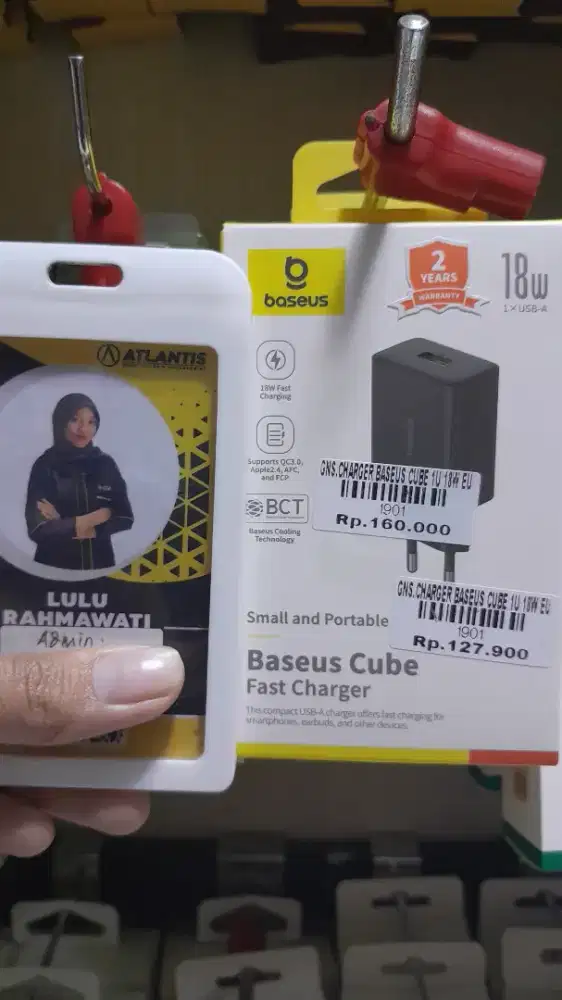 ATLANTIS
LULU
RAHMAWATI
baseus
2
YEARS
WARRANTY
18w
1 × USB-A
18W Fast
Charging
Supports QC3.0,
Apple2.4, AFC,
and FCP
BCT
Baseus Cooling
Technology
GNS.CHARGER BASEUS CUBE 1U 18W EU
1901
Rp.160.000
GNS.CHARGER BASEUS CUBE 1U 18W EU
1901
Rp.127.900
Small and Portable
Baseus Cube
Fast Charger
This compact USB-A charger offers fast charging for
smartphones, earbuds, and other devices.